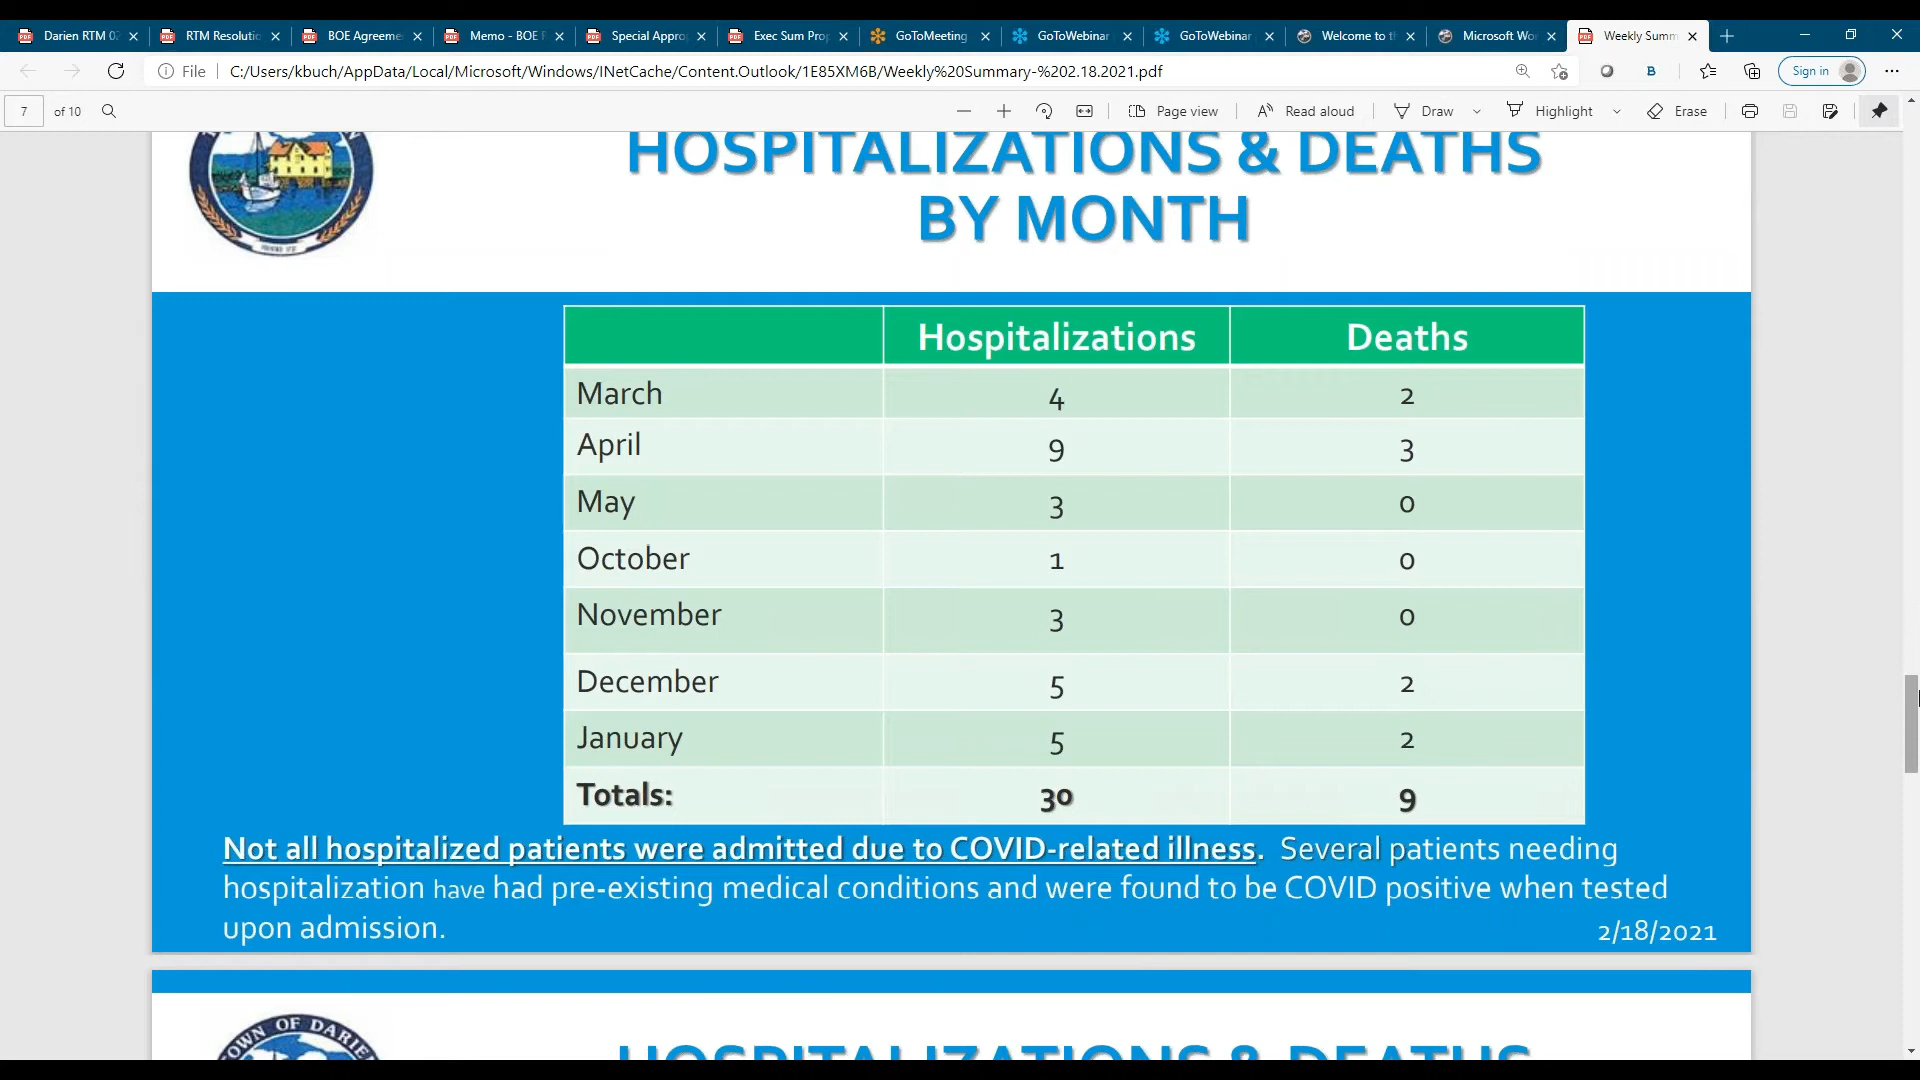 Darien RTM 02
RTM Resolutio
BOE Agreeme
Memo - BOE R
Special Appro
Exec Sum Pro
GoToMeeting
GoToWebinar
GoToWebinar
Welcome to t
Microsoft Wo
Weekly Summ
File
C:/Users/kbuch/AppData/Local/Microsoft/Windows/INetCache/Content.Outlook/1E85XM6B/Weekly%20Summary-%202.18.2021.pdf
B
Sign in
7 of 10
Page view
Read aloud
Draw
Highlight
Erase
HOSPITALIZATIONS & DEATHS
BY MONTH
Hospitalizations Deaths
March 4 2
April 9 3
May 3 0
October 1 0
November 3 0
December 5 2
January 5 2
Totals: 30 9
Not all hospitalized patients were admitted due to COVID-related illness. Several patients needing
hospitalization have had pre-existing medical conditions and were found to be COVID positive when tested
upon admission.
2/18/2021
TOWN OF DARIEN
HOSPITALIZATIONS & DEATHS